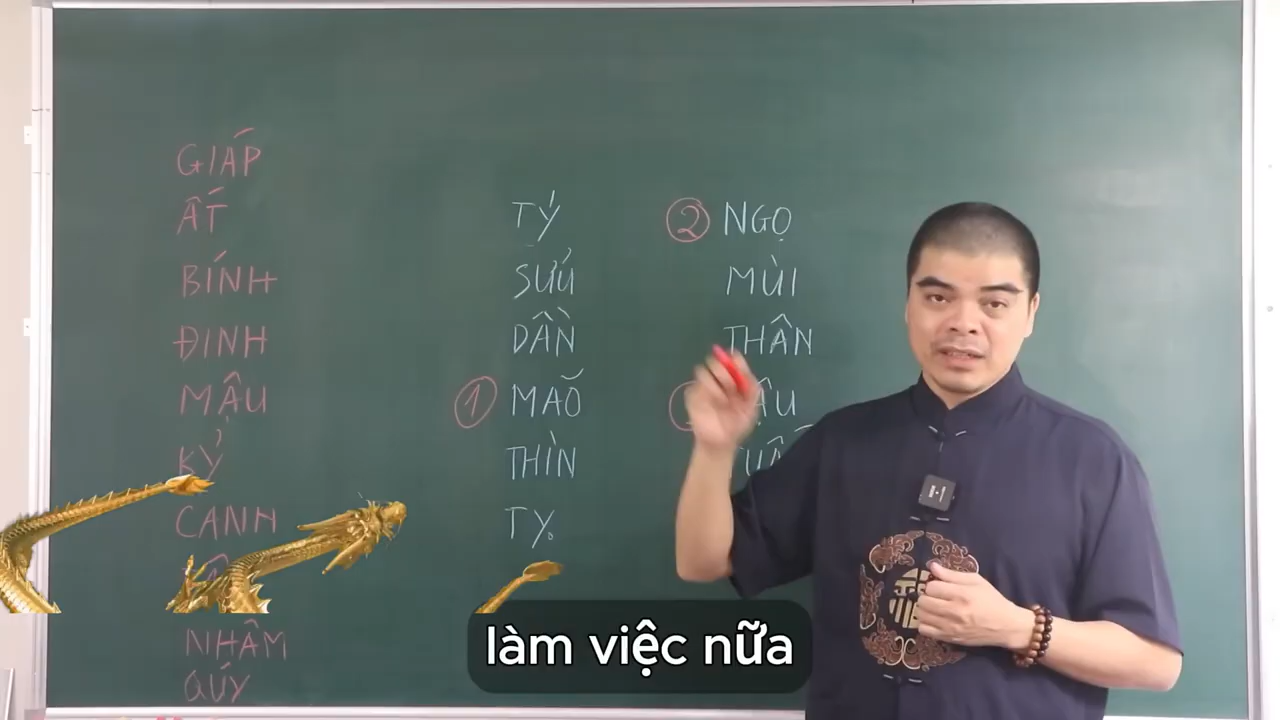 GIÁP
ẤT
BÍNH
ĐINH
MẬU
KỶ
CANH
NHÂM
QUÝ
TÝ
SỬU
DẦN
① MÃO
THÌN
TỴ
② NGỌ
MÙI
THÂN
làm việc nữa